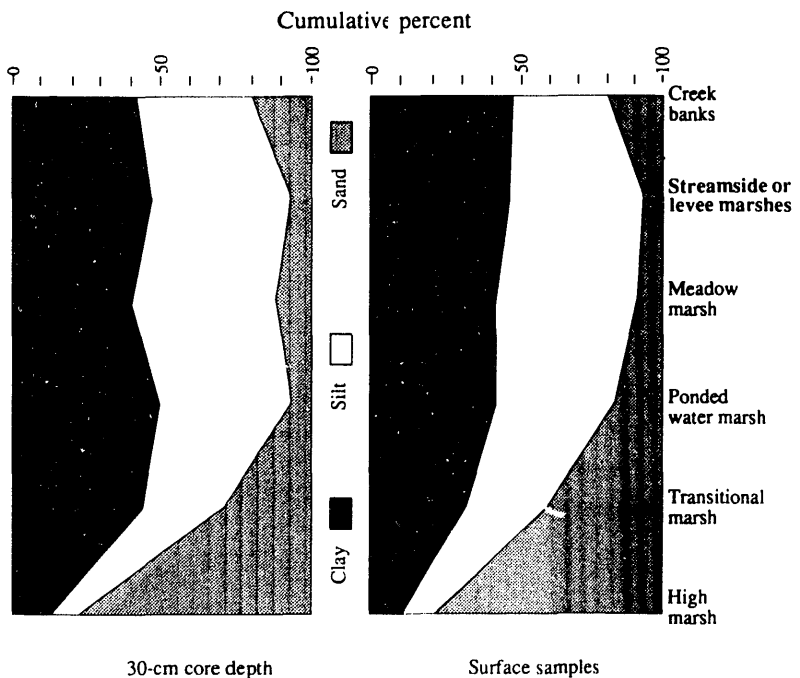 Cumulative percent
0
50
100
0
50
100
Sand
Silt
Clay
Creek
banks
Streamside or
levee marshes
Meadow
marsh
Ponded
water marsh
Transitional
marsh
High
marsh
30-cm core depth
Surface samples